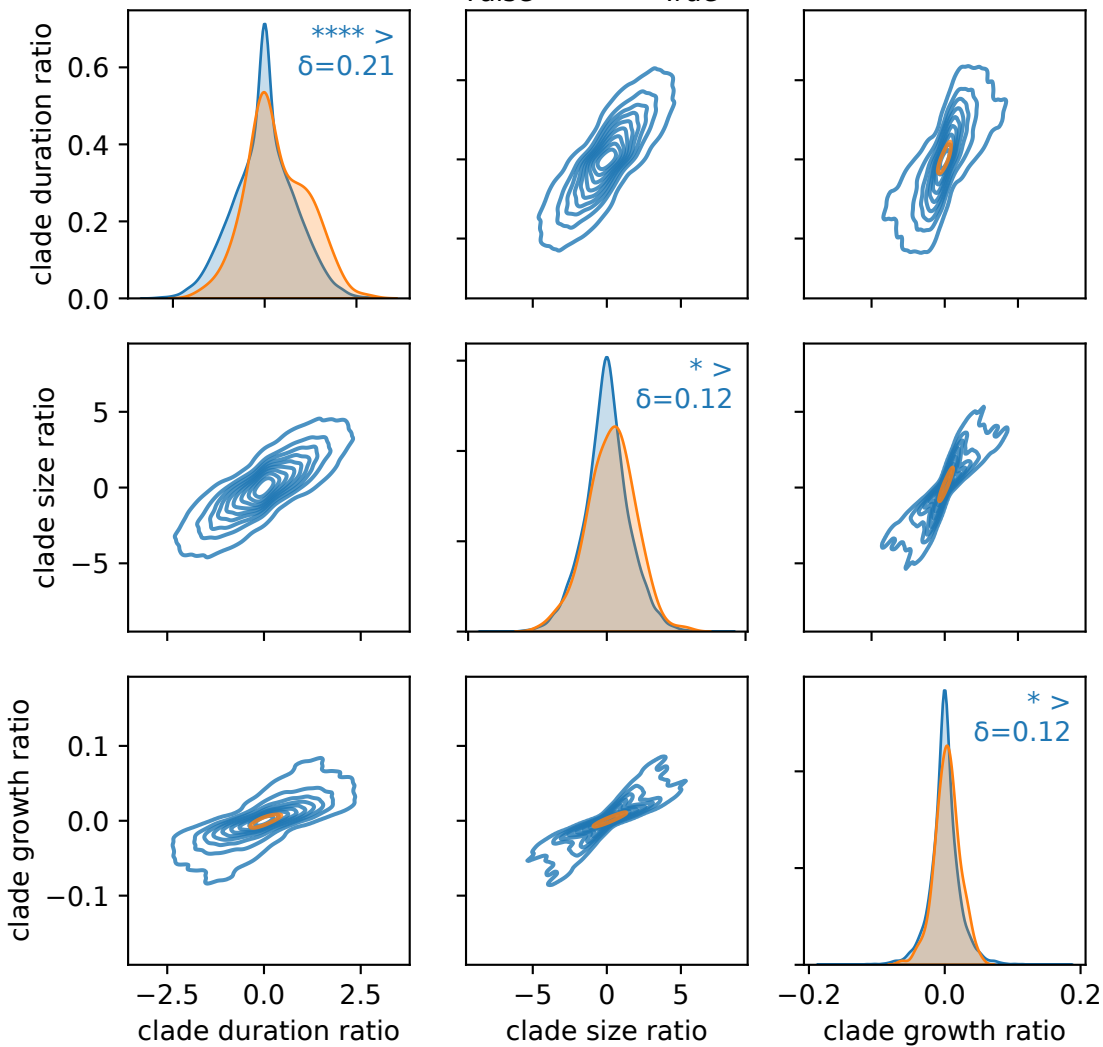 **** >
δ=0.21
clade duration ratio
0.6
0.4
0.2
0.0
* >
δ=0.12
clade size ratio
5
0
−5
* >
δ=0.12
clade growth ratio
0.1
0.0
−0.1
−2.5 0.0 2.5
−5 0 5
−0.2 0.0 0.2
clade duration ratio
clade size ratio
clade growth ratio